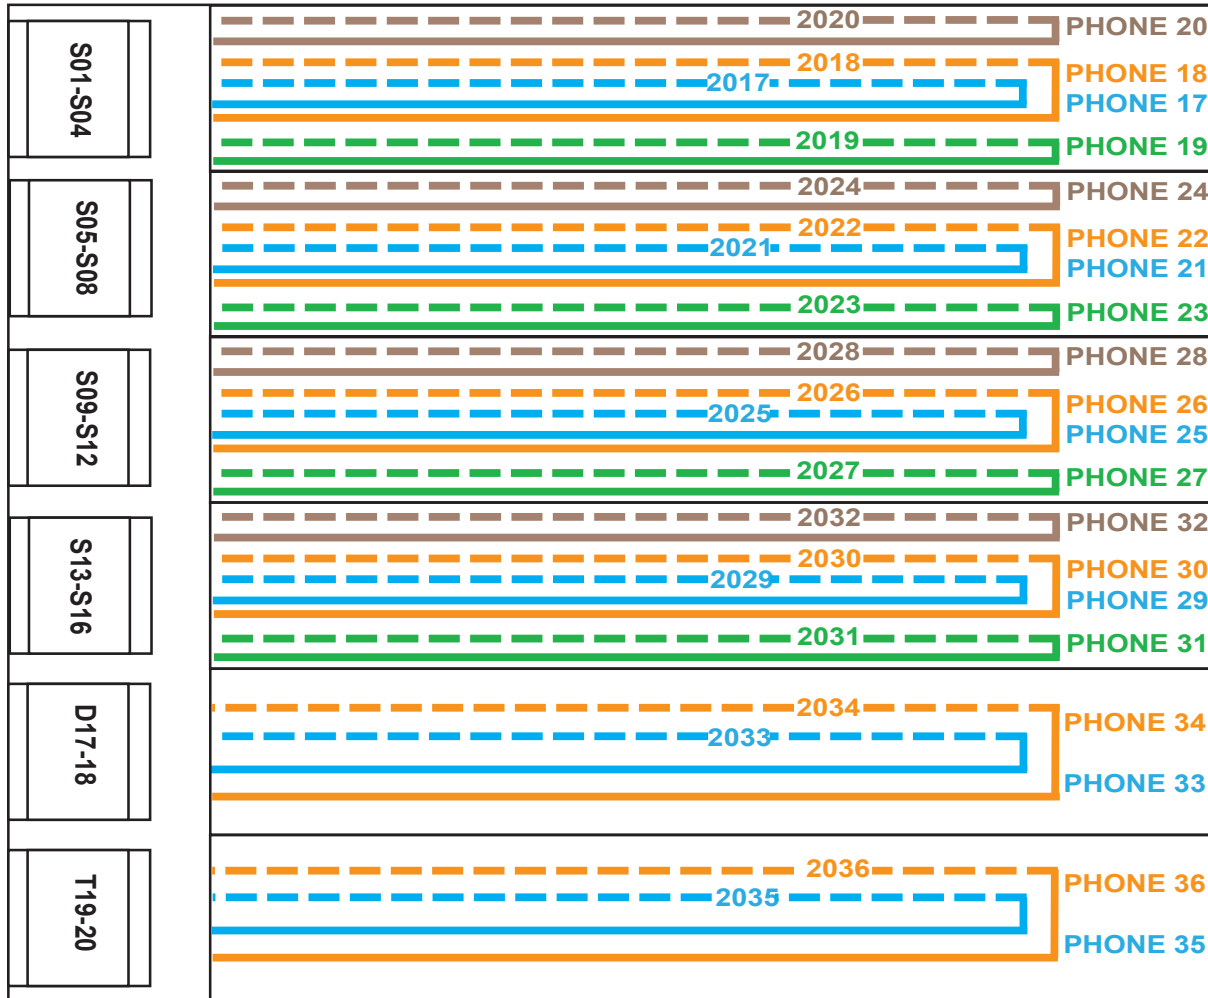 S01-S04
2020
PHONE 20
2018
PHONE 18
2017
PHONE 17
2019
PHONE 19
S05-S08
2024
PHONE 24
2022
PHONE 22
2021
PHONE 21
2023
PHONE 23
S09-S12
2028
PHONE 28
2026
PHONE 26
2025
PHONE 25
2027
PHONE 27
S13-S16
2032
PHONE 32
2030
PHONE 30
2029
PHONE 29
2031
PHONE 31
D17-18
2034
PHONE 34
2033
PHONE 33
T19-20
2036
PHONE 36
2035
PHONE 35